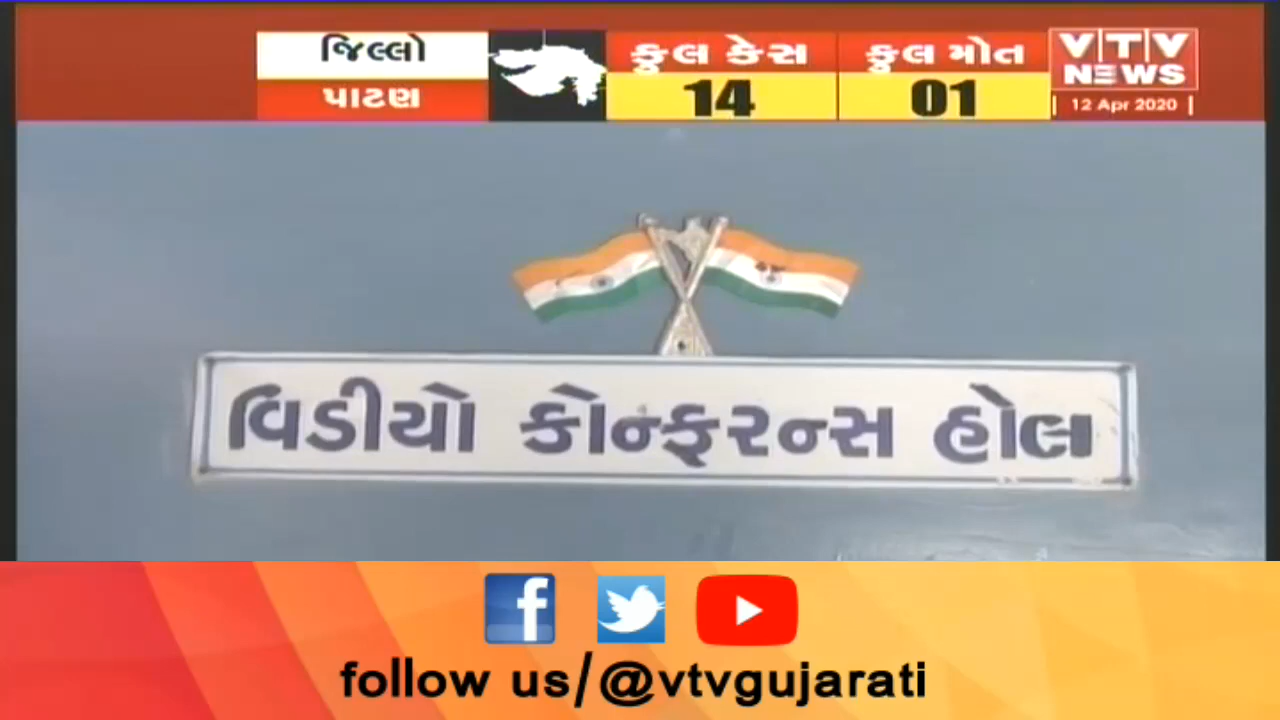 જિલ્લો
પાટણ
કુલ કેસ
14
કુલ મોત
01
VTV
NEWS
12 Apr 2020
વિડીયો કોન્ફરન્સ હોલ
follow us/@vtvgujarati